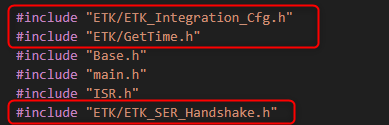 #include "ETK/ETK_Integration_Cfg.h"
#include "ETK/GetTime.h"
#include "Base.h"
#include "main.h"
#include "ISR.h"
#include "ETK/ETK_SER_Handshake.h"